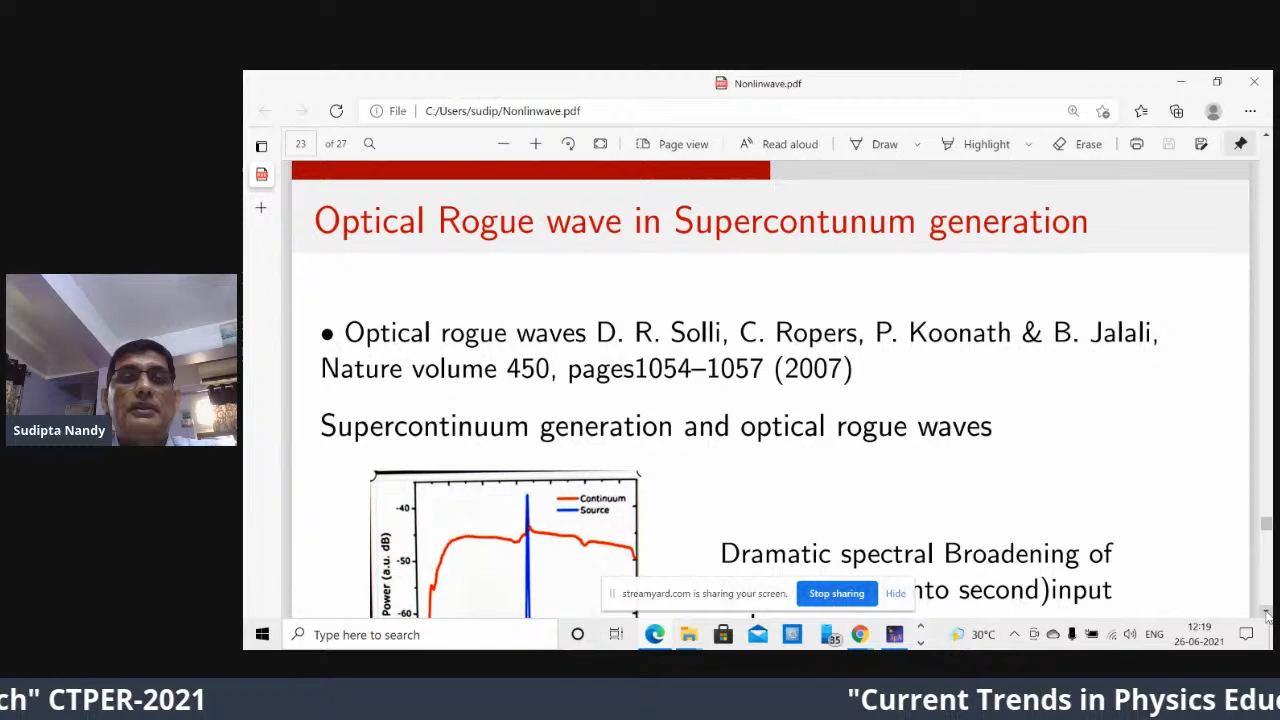 Nonlinwave.pdf
File | C:/Users/sudip/Nonlinwave.pdf
23 of 27
Page view
Read aloud
Draw
Highlight
Erase
Optical Rogue wave in Supercontunum generation
• Optical rogue waves D. R. Solli, C. Ropers, P. Koonath & B. Jalali,
Nature volume 450, pages1054–1057 (2007)
Supercontinuum generation and optical rogue waves
Continuum
Source
-40
-50
-60
Power (a.u. dB)
Dramatic spectral Broadening of
nto second)input
streamyard.com is sharing your screen.
Stop sharing
Hide
Sudipta Nandy
Type here to search
35
30°C
ENG
12:19
26-06-2021
ch" CTPER-2021
"Current Trends in Physics Educ